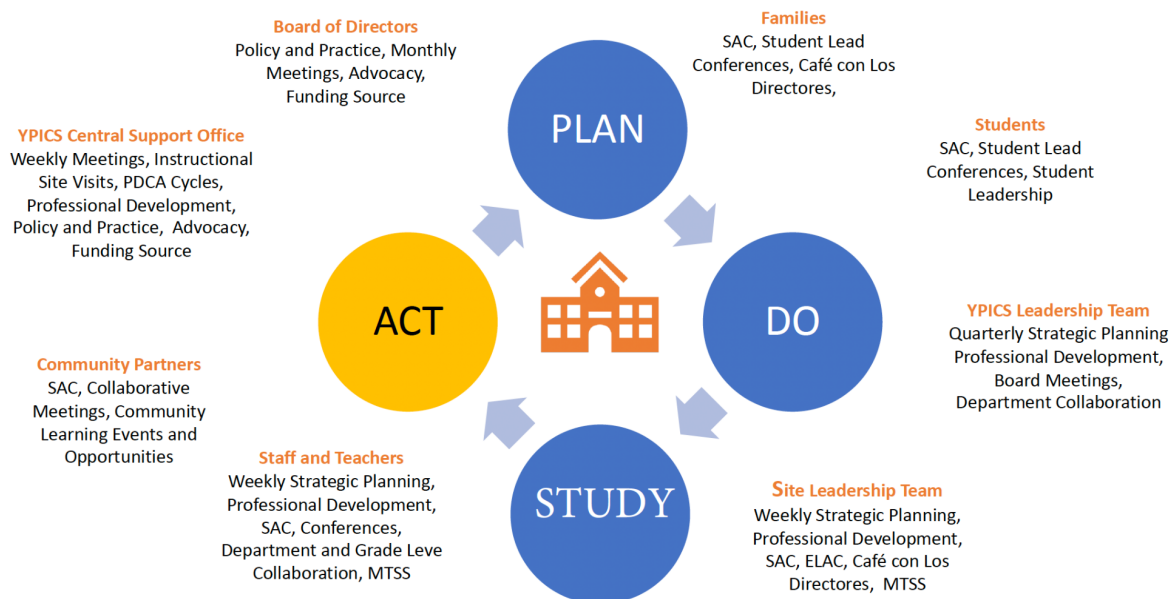 Board of Directors
Policy and Practice, Monthly
Meetings, Advocacy,
Funding Source
Families
SAC, Student Lead
Conferences, Café con Los
Directores,
PLAN
Students
SAC, Student Lead
Conferences, Student
Leadership
YPICS Central Support Office
Weekly Meetings, Instructional
Site Visits, PDCA Cycles,
Professional Development,
Policy and Practice, Advocacy,
Funding Source
ACT
DO
YPICS Leadership Team
Quarterly Strategic Planning
Professional Development,
Board Meetings,
Department Collaboration
Community Partners
SAC, Collaborative
Meetings, Community
Learning Events and
Opportunities
Staff and Teachers
Weekly Strategic Planning,
Professional Development,
SAC, Conferences,
Department and Grade Leve
Collaboration, MTSS
STUDY
Site Leadership Team
Weekly Strategic Planning,
Professional Development,
SAC, ELAC, Café con Los
Directores, MTSS